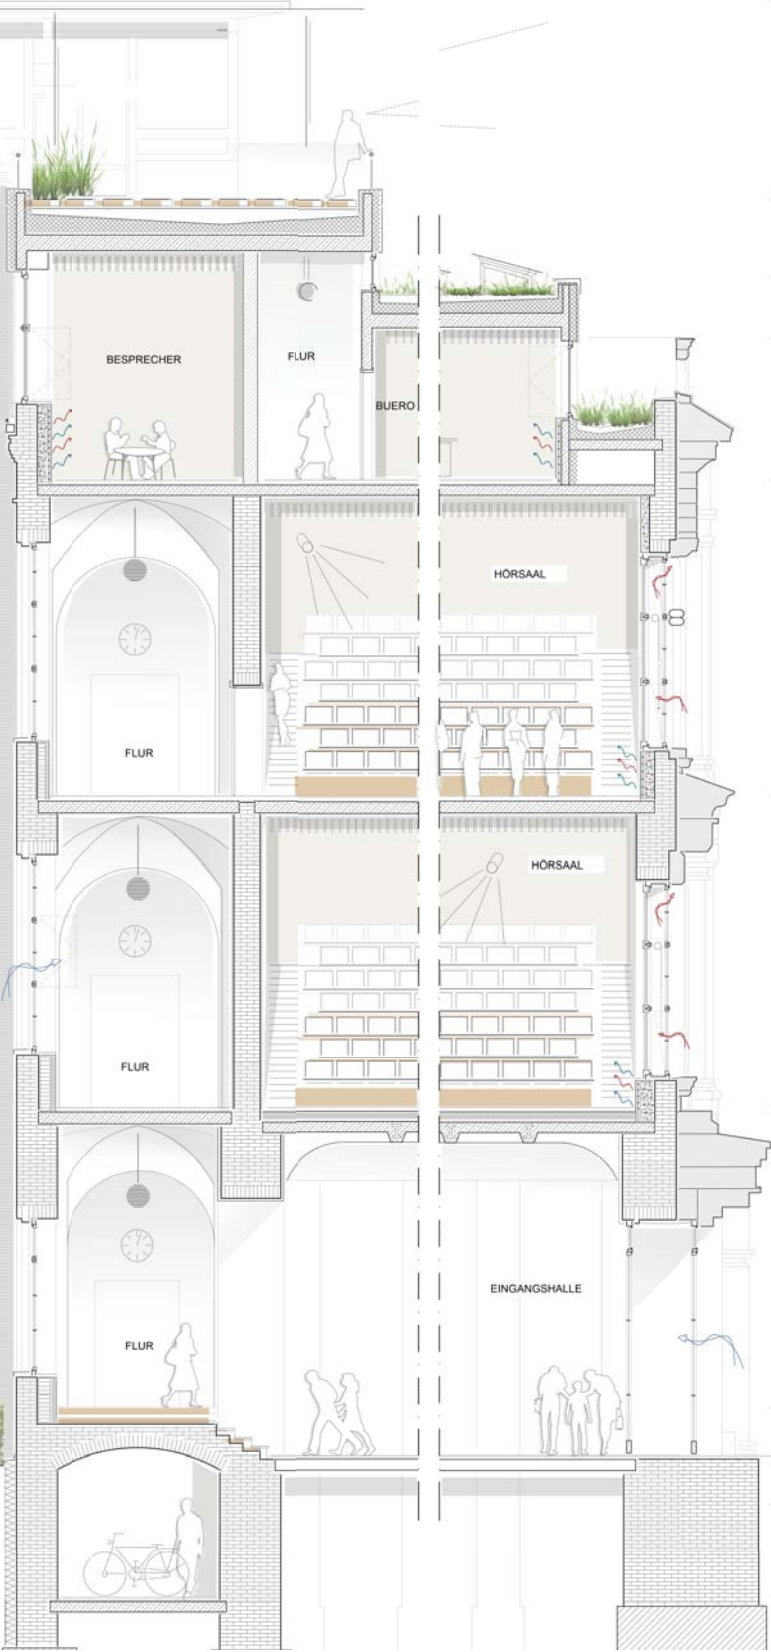 BESPRECHER
FLUR
BUERO
HÖRSAAL
FLUR
HÖRSAAL
FLUR
EINGANGSHALLE
FLUR